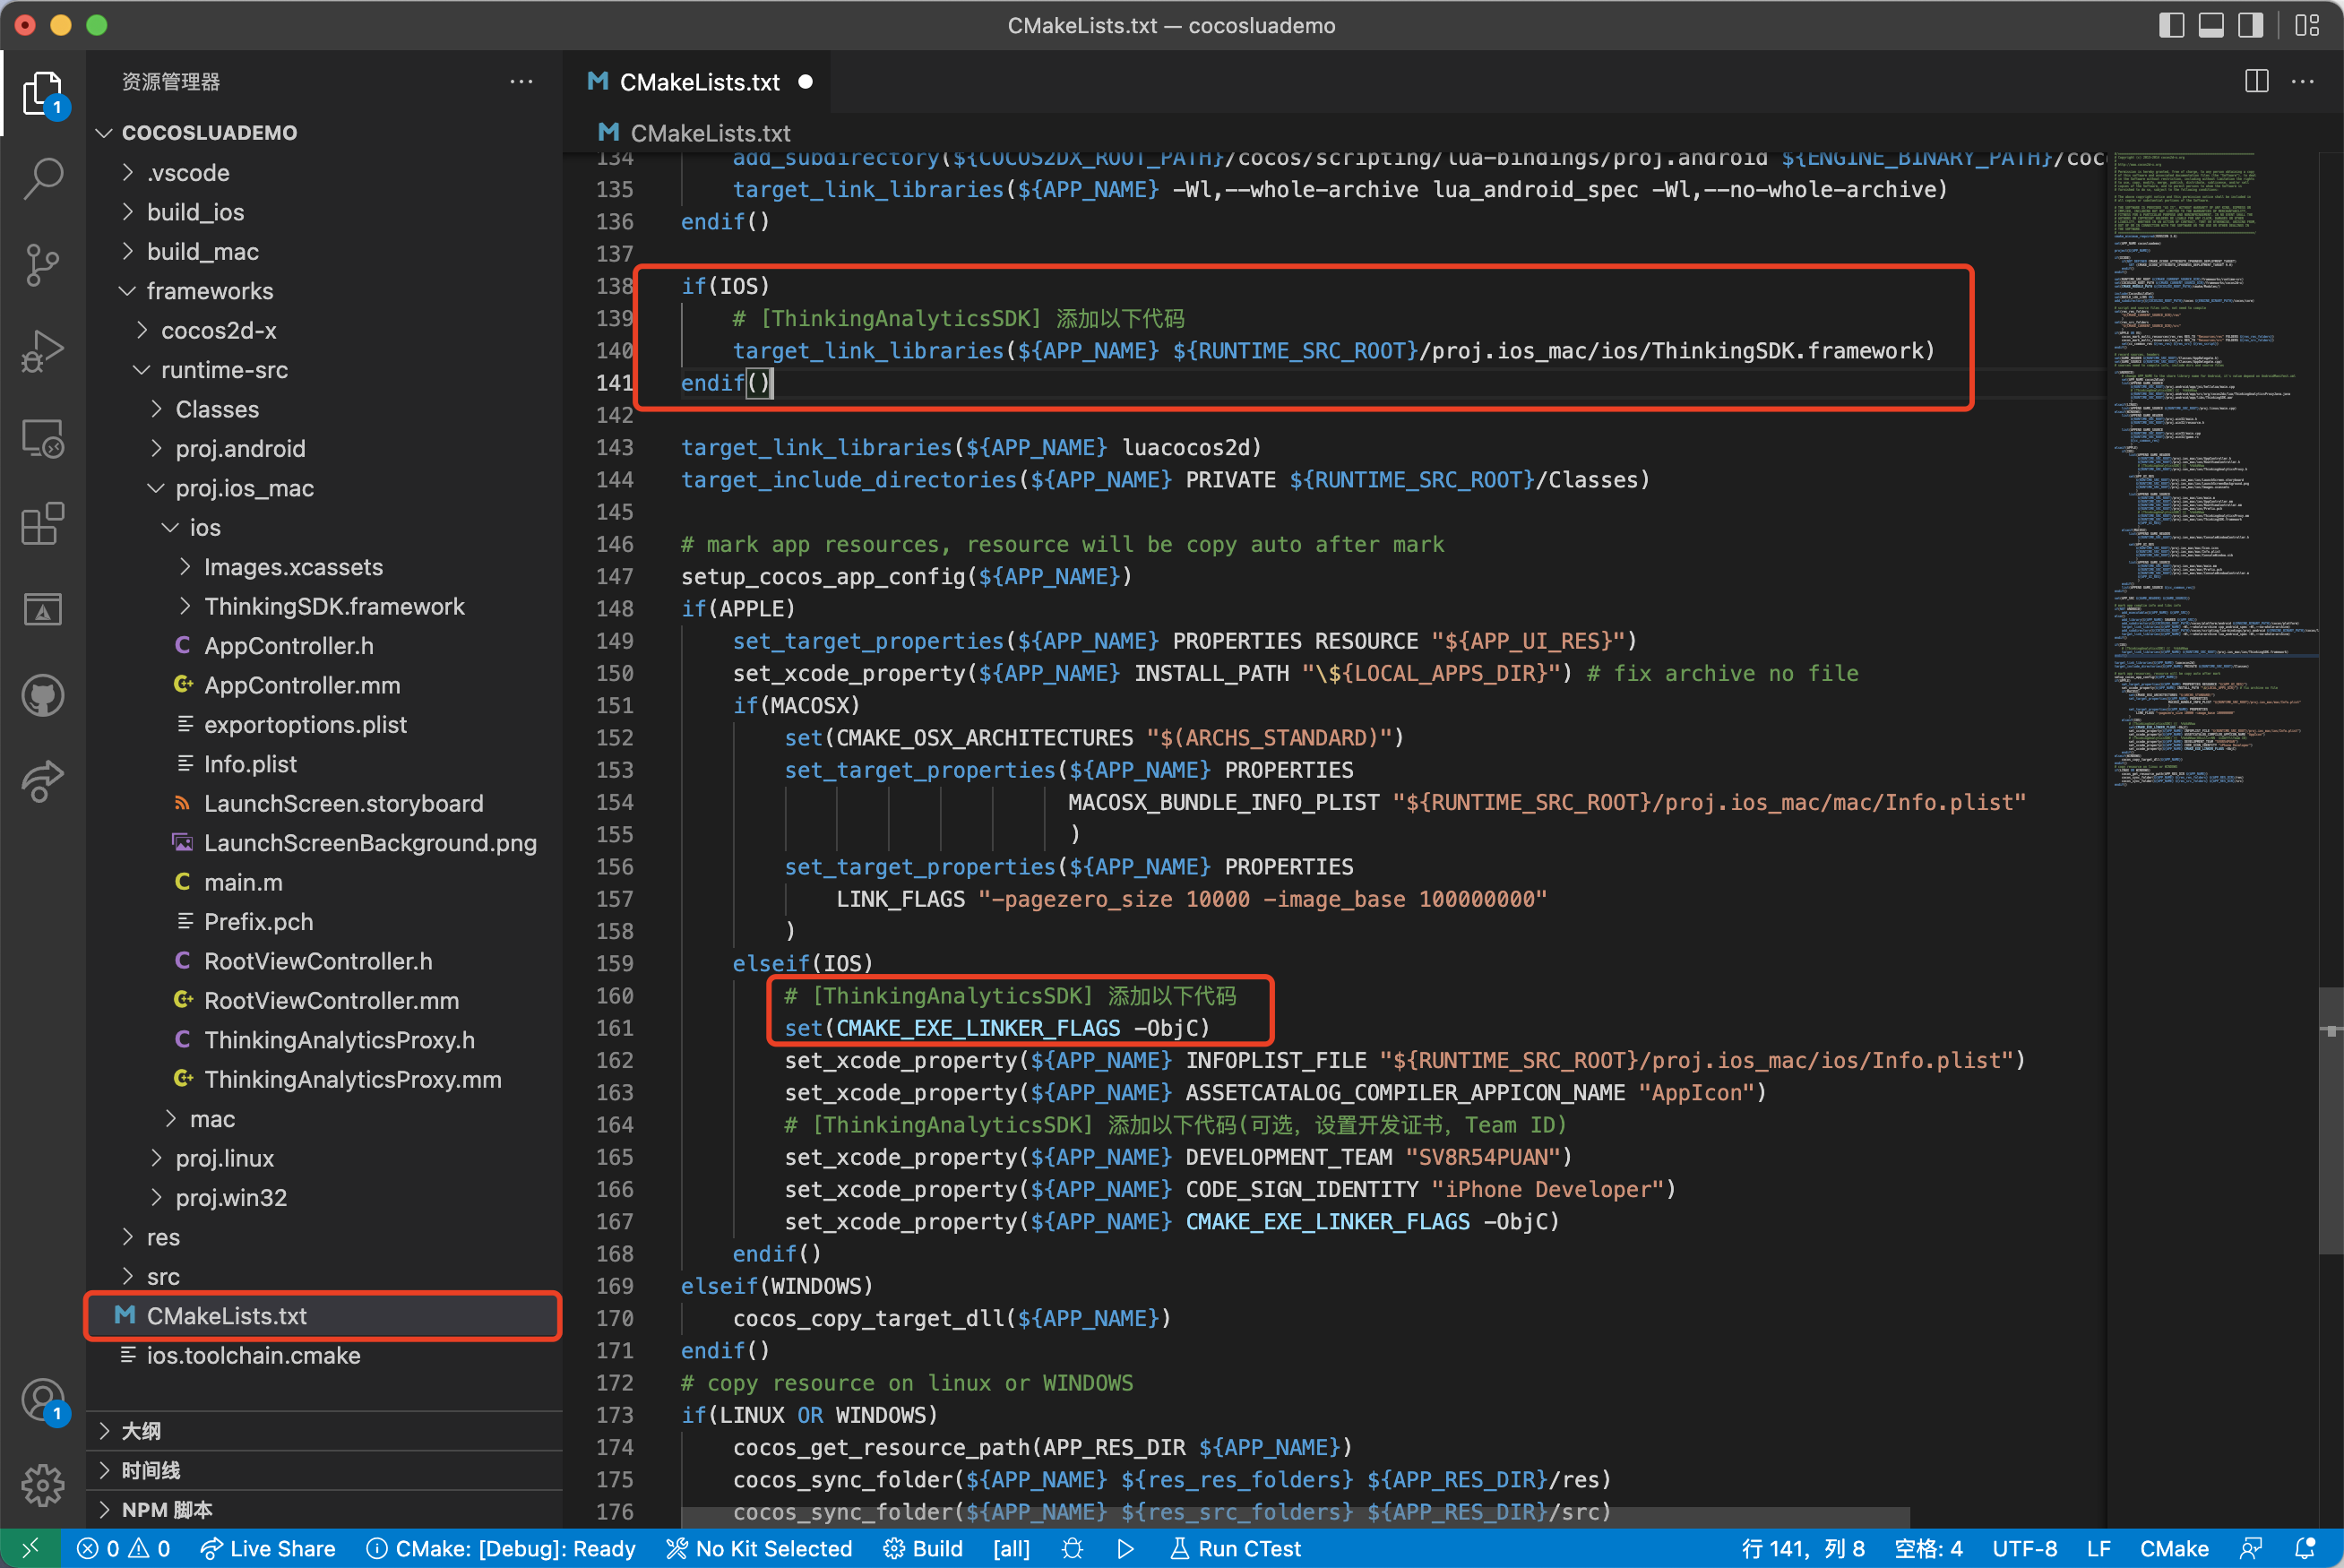 CMakeLists.txt — cocosluademo
资源管理器
COCOSLUADEMO
.vscode
build_ios
build_mac
frameworks
cocos2d-x
runtime-src
Classes
proj.android
proj.ios_mac
ios
Images.xcassets
ThinkingSDK.framework
AppController.h
AppController.mm
exportoptions.plist
Info.plist
LaunchScreen.storyboard
LaunchScreenBackground.png
main.m
Prefix.pch
RootViewController.h
RootViewController.mm
ThinkingAnalyticsProxy.h
ThinkingAnalyticsProxy.mm
mac
proj.linux
proj.win32
res
src
CMakeLists.txt
ios.toolchain.cmake
大纲
时间线
NPM 脚本
1
1
CMakeLists.txt
CMakeLists.txt
134 add_subdirectory(${COCOS2DX_ROOT_PATH}/cocos/scripting/lua-bindings/proj.android ${ENGINE_BINARY_PATH}/coc
135 target_link_libraries(${APP_NAME} -Wl,--whole-archive lua_android_spec -Wl,--no-whole-archive)
136 endif()
137
138 if(IOS)
139 # [ThinkingAnalyticsSDK] 添加以下代码
140 target_link_libraries(${APP_NAME} ${RUNTIME_SRC_ROOT}/proj.ios_mac/ios/ThinkingSDK.framework)
141 endif()
142
143 target_link_libraries(${APP_NAME} luacocos2d)
144 target_include_directories(${APP_NAME} PRIVATE ${RUNTIME_SRC_ROOT}/Classes)
145
146 # mark app resources, resource will be copy auto after mark
147 setup_cocos_app_config(${APP_NAME})
148 if(APPLE)
149 set_target_properties(${APP_NAME} PROPERTIES RESOURCE "${APP_UI_RES}")
150 set_xcode_property(${APP_NAME} INSTALL_PATH "\${LOCAL_APPS_DIR}") # fix archive no file
151 if(MACOSX)
152 set(CMAKE_OSX_ARCHITECTURES "$(ARCHS_STANDARD)")
153 set_target_properties(${APP_NAME} PROPERTIES
154 MACOSX_BUNDLE_INFO_PLIST "${RUNTIME_SRC_ROOT}/proj.ios_mac/mac/Info.plist"
155 )
156 set_target_properties(${APP_NAME} PROPERTIES
157 LINK_FLAGS "-pagezero_size 10000 -image_base 100000000"
158 )
159 elseif(IOS)
160 # [ThinkingAnalyticsSDK] 添加以下代码
161 set(CMAKE_EXE_LINKER_FLAGS -ObjC)
162 set_xcode_property(${APP_NAME} INFOPLIST_FILE "${RUNTIME_SRC_ROOT}/proj.ios_mac/ios/Info.plist")
163 set_xcode_property(${APP_NAME} ASSETCATALOG_COMPILER_APPICON_NAME "AppIcon")
164 # [ThinkingAnalyticsSDK] 添加以下代码(可选, 设置开发证书, Team ID)
165 set_xcode_property(${APP_NAME} DEVELOPMENT_TEAM "SV8R54PUAN")
166 set_xcode_property(${APP_NAME} CODE_SIGN_IDENTITY "iPhone Developer")
167 set_xcode_property(${APP_NAME} CMAKE_EXE_LINKER_FLAGS -ObjC)
168 endif()
169 elseif(WINDOWS)
170 cocos_copy_target_dll(${APP_NAME})
171 endif()
172 # copy resource on linux or WINDOWS
173 if(LINUX OR WINDOWS)
174 cocos_get_resource_path(APP_RES_DIR ${APP_NAME})
175 cocos_sync_folder(${APP_NAME} ${res_res_folders} ${APP_RES_DIR}/res)
176 cocos_sync_folder(${APP_NAME} ${res_src_folders} ${APP_RES_DIR}/src)
0 0 Live Share CMake: [Debug]: Ready No Kit Selected Build [all] Run CTest 行 141, 列 8 空格: 4 UTF-8 LF CMake